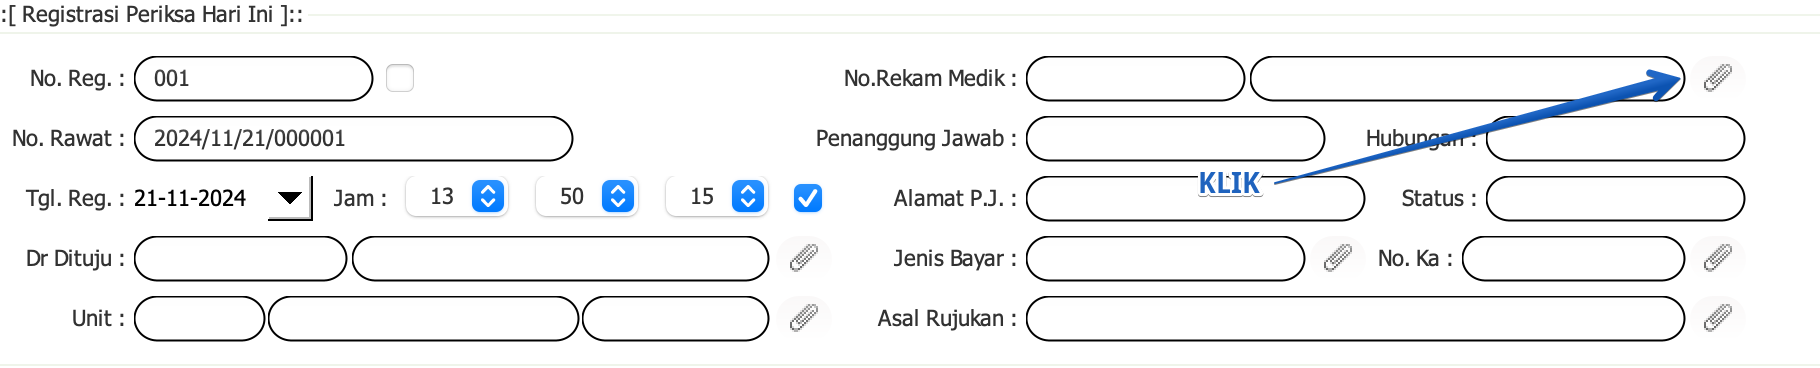 :[ Registrasi Periksa Hari Ini ]::
No. Reg. : 001 No.Rekam Medik :
No. Rawat : 2024/11/21/000001 Penanggung Jawab : Hubungan :
Tgl. Reg. : 21-11-2024 Jam : 13 50 15 Alamat P.J. : KLIK Status :
Dr Dituju : Jenis Bayar : No. Ka :
Unit : Asal Rujukan :